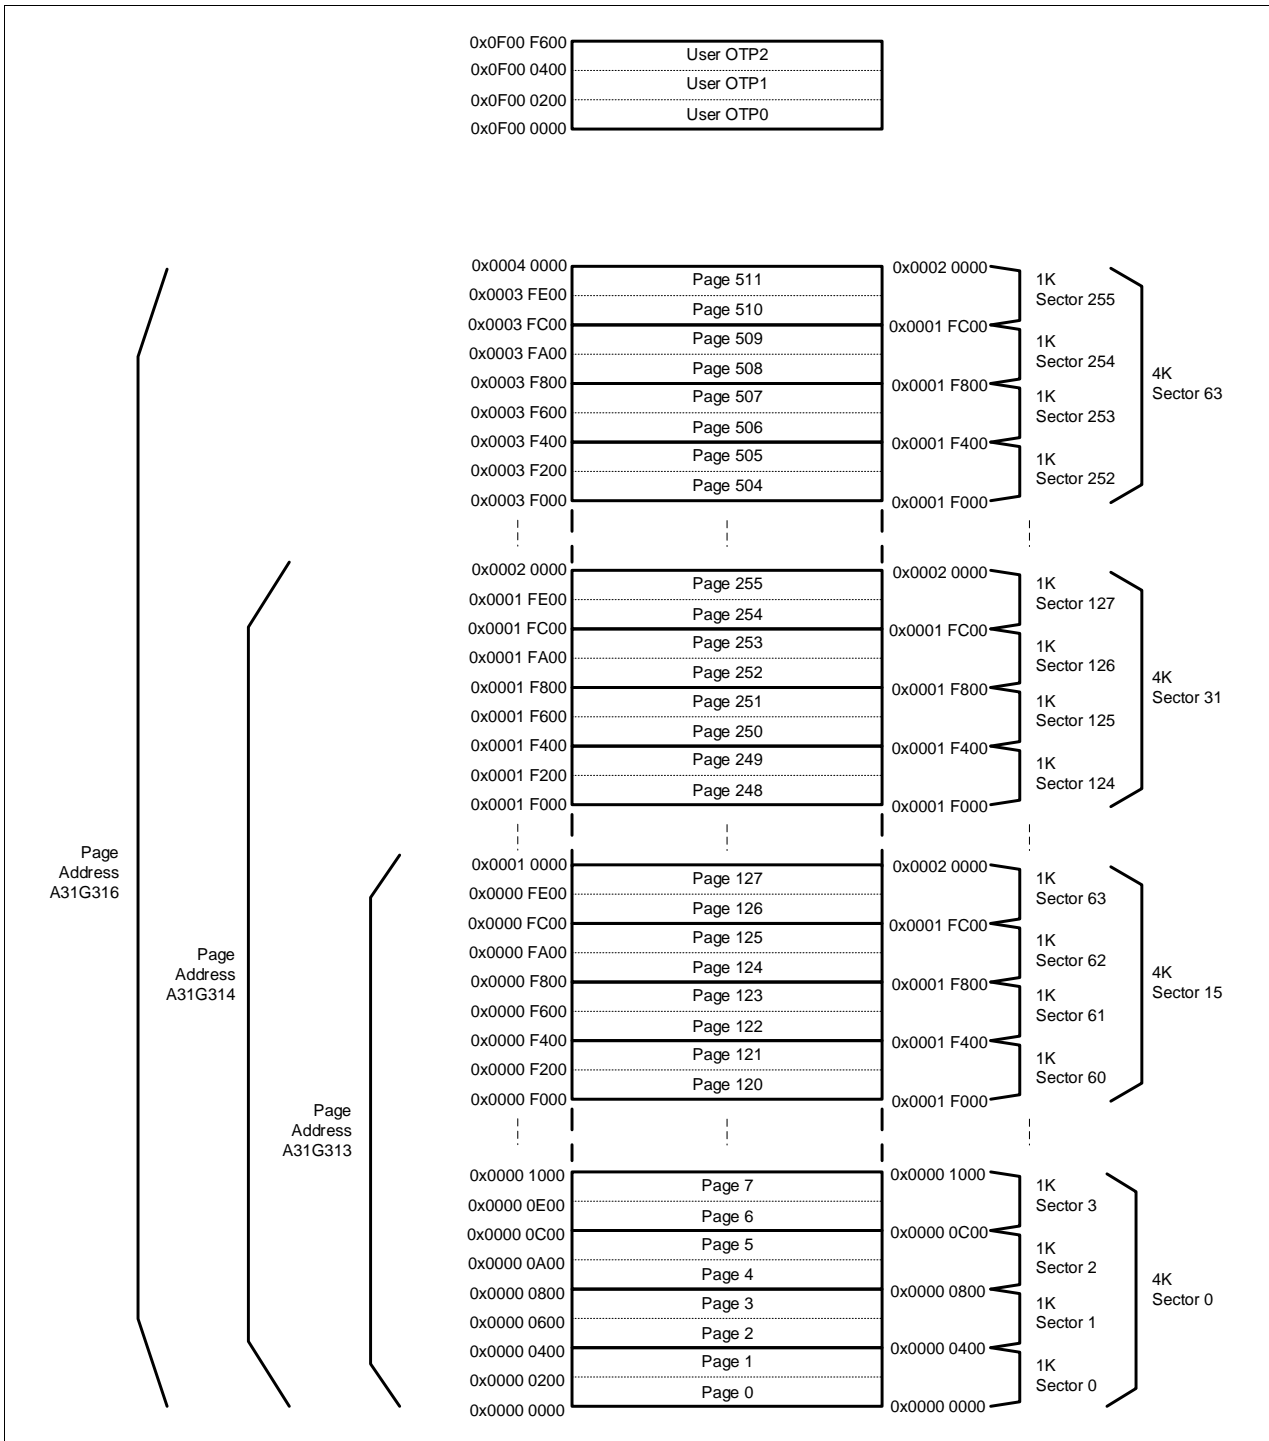 0x0F00 F600
User OTP2
0x0F00 0400
User OTP1
0x0F00 0200
User OTP0
0x0F00 0000
0x0004 0000
Page 511
0x0002 0000
1K
Sector 255
0x0003 FE00
Page 510
0x0003 FC00
0x0001 FC00
Page 509
1K
Sector 254
0x0003 FA00
Page 508
0x0003 F800
0x0001 F800
4K
Sector 63
Page 507
1K
Sector 253
0x0003 F600
Page 506
0x0003 F400
0x0001 F400
Page 505
1K
Sector 252
0x0003 F200
Page 504
0x0003 F000
0x0001 F000
0x0002 0000
Page 255
0x0002 0000
1K
Sector 127
0x0001 FE00
Page 254
0x0001 FC00
0x0001 FC00
Page 253
1K
Sector 126
0x0001 FA00
Page 252
0x0001 F800
0x0001 F800
4K
Sector 31
Page 251
1K
Sector 125
0x0001 F600
Page 250
0x0001 F400
0x0001 F400
Page 249
1K
Sector 124
0x0001 F200
Page 248
0x0001 F000
0x0001 F000
Page
Address
A31G316
0x0001 0000
Page 127
0x0002 0000
1K
Sector 63
0x0000 FE00
Page 126
0x0000 FC00
0x0001 FC00
Page 125
1K
Sector 62
0x0000 FA00
Page 124
Page
Address
A31G314
0x0000 F800
0x0001 F800
4K
Sector 15
Page 123
1K
Sector 61
0x0000 F600
Page 122
0x0000 F400
0x0001 F400
Page 121
1K
Sector 60
0x0000 F200
Page 120
0x0000 F000
0x0001 F000
Page
Address
A31G313
0x0000 1000
Page 7
0x0000 1000
1K
Sector 3
0x0000 0E00
Page 6
0x0000 0C00
0x0000 0C00
Page 5
1K
Sector 2
0x0000 0A00
Page 4
0x0000 0800
0x0000 0800
4K
Sector 0
Page 3
1K
Sector 1
0x0000 0600
Page 2
0x0000 0400
0x0000 0400
Page 1
1K
Sector 0
0x0000 0200
Page 0
0x0000 0000
0x0000 0000